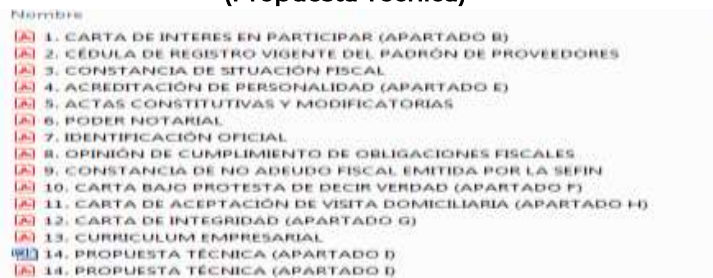 (Propuesta Técnica)
Nombre
1. CARTA DE INTERES EN PARTICIPAR (APARTADO B)
2. CÉDULA DE REGISTRO VIGENTE DEL PADRÓN DE PROVEEDORES
3. CONSTANCIA DE SITUACIÓN FISCAL
4. ACREDITACIÓN DE PERSONALIDAD (APARTADO E)
5. ACTAS CONSTITUTIVAS Y MODIFICATORIAS
6. PODER NOTARIAL
7. IDENTIFICACIÓN OFICIAL
8. OPINIÓN DE CUMPLIMIENTO DE OBLIGACIONES FISCALES
9. CONSTANCIA DE NO ADEUDO FISCAL EMITIDA POR LA SEFIN
10. CARTA BAJO PROTESTA DE DECIR VERDAD (APARTADO F)
11. CARTA DE ACEPTACIÓN DE VISITA DOMICILIARIA (APARTADO H)
12. CARTA DE INTEGRIDAD (APARTADO G)
13. CURRICULUM EMPRESARIAL
14. PROPUESTA TÉCNICA (APARTADO I)
14. PROPUESTA TÉCNICA (APARTADO I)